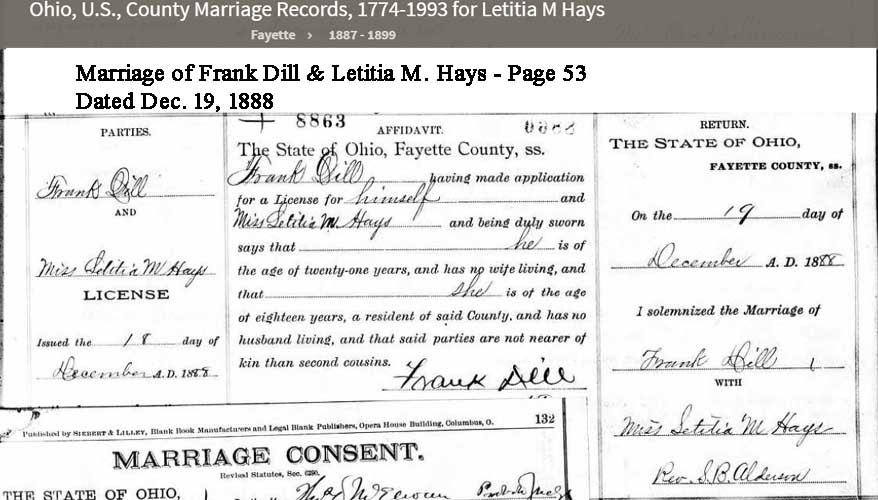 Ohio, U.S., County Marriage Records, 1774-1993 for Letitia M Hays
Fayette › 1887 - 1899
Marriage of Frank Dill & Letitia M. Hays - Page 53
Dated Dec. 19, 1888
PARTIES.
Frank Dill
AND
Miss Letitia M Hays
LICENSE
Issued the 18 day of
December A. D. 1888
8863
AFFIDAVIT.
The State of Ohio, Fayette County, ss.
Frank Dill having made application
for a License for himself and
Miss Letitia M Hays and being duly sworn
says that he is of
the age of twenty-one years, and has no wife living, and
that she is of the age
of eighteen years, a resident of said County, and has no
husband living, and that said parties are not nearer of
kin than second cousins.
Frank Dill
RETURN.
THE STATE OF OHIO,
FAYETTE COUNTY, ss.
On the 19 day of
December A. D. 1888
I solemnized the Marriage of
Frank Dill
WITH
Miss Letitia M Hays
Rev. S. B. Alderson
Published by SIEBERT & LILLEY, Blank Book Manufacturers and Legal Blank Publishers, Opera House Building, Columbus, O. 132
MARRIAGE CONSENT.
Revised Statutes, Sec. 6390.
THE STATE OF OHIO,